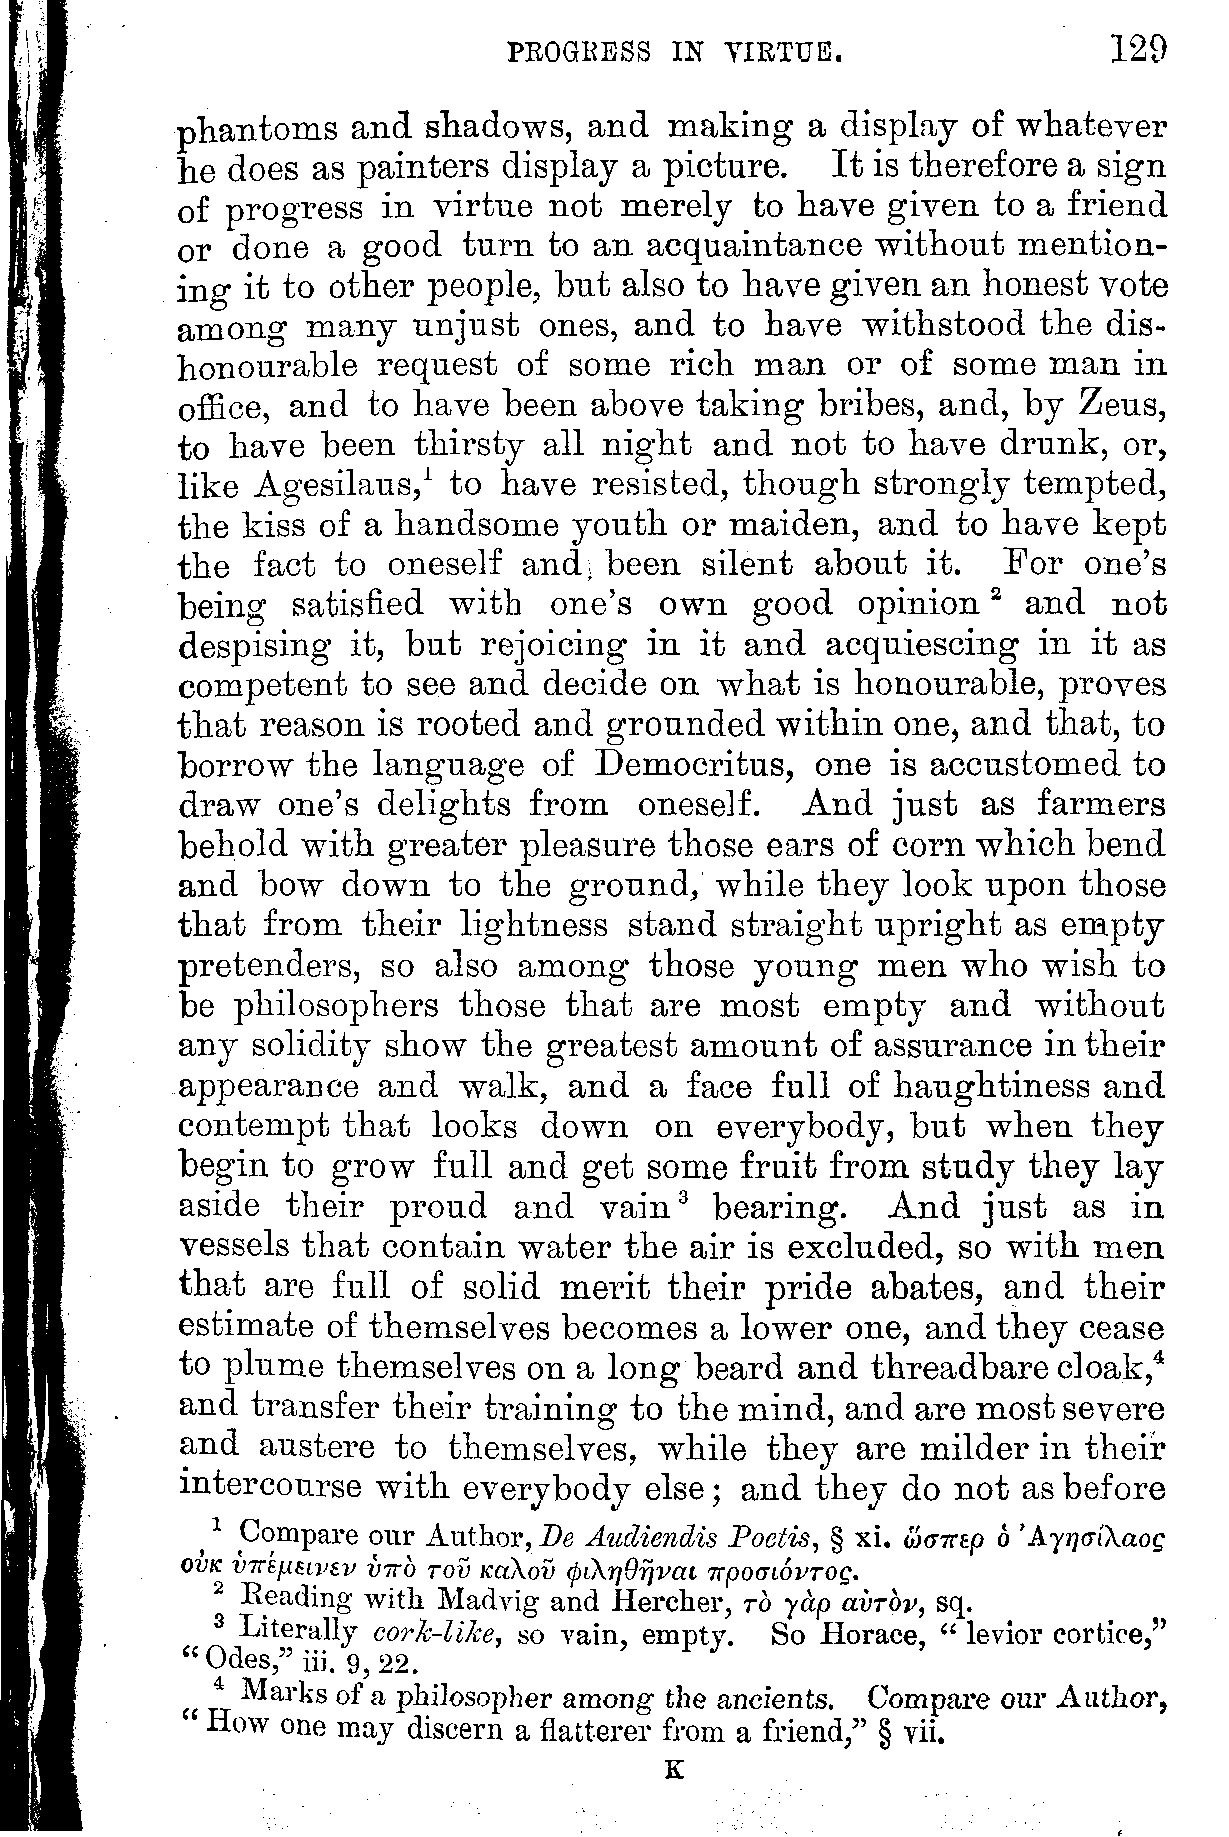 PROGRESS IN VIRTUE. 129
phantoms and shadows, and making a display of whatever
he does as painters display a picture. It is therefore a sign
of progress in virtue not merely to have given to a friend
or done a good turn to an acquaintance without mention-
ing it to other people, but also to have given an honest vote
among many unjust ones, and to have withstood the dis-
honourable request of some rich man or of some man in
office, and to have been above taking bribes, and, by Zeus,
to have been thirsty all night and not to have drunk, or,
like Agesilaus,¹ to have resisted, though strongly tempted,
the kiss of a handsome youth or maiden, and to have kept
the fact to oneself and been silent about it. For one's
being satisfied with one's own good opinion ² and not
despising it, but rejoicing in it and acquiescing in it as
competent to see and decide on what is honourable, proves
that reason is rooted and grounded within one, and that, to
borrow the language of Democritus, one is accustomed to
draw one's delights from oneself. And just as farmers
behold with greater pleasure those ears of corn which bend
and bow down to the ground, while they look upon those
that from their lightness stand straight upright as empty
pretenders, so also among those young men who wish to
be philosophers those that are most empty and without
any solidity show the greatest amount of assurance in their
appearance and walk, and a face full of haughtiness and
contempt that looks down on everybody, but when they
begin to grow full and get some fruit from study they lay
aside their proud and vain ³ bearing. And just as in
vessels that contain water the air is excluded, so with men
that are full of solid merit their pride abates, and their
estimate of themselves becomes a lower one, and they cease
to plume themselves on a long beard and threadbare cloak,⁴
and transfer their training to the mind, and are most severe
and austere to themselves, while they are milder in their
intercourse with everybody else; and they do not as before
¹ Compare our Author, De Audiendis Poetis, § xi. ὥσπερ ὁ ᾿Αγησίλαος
οὐκ ὑπέμεινεν ὑπὸ τοῦ καλοῦ φιληθῆναι προσιόντος.
² Reading with Madvig and Hercher, τὸ γὰρ αὐτὸν, sq.
³ Literally cork-like, so vain, empty. So Horace, “ levior cortice,”
“Odes,” iii. 9, 22.
⁴ Marks of a philosopher among the ancients. Compare our Author,
“How one may discern a flatterer from a friend,” § vii.
K